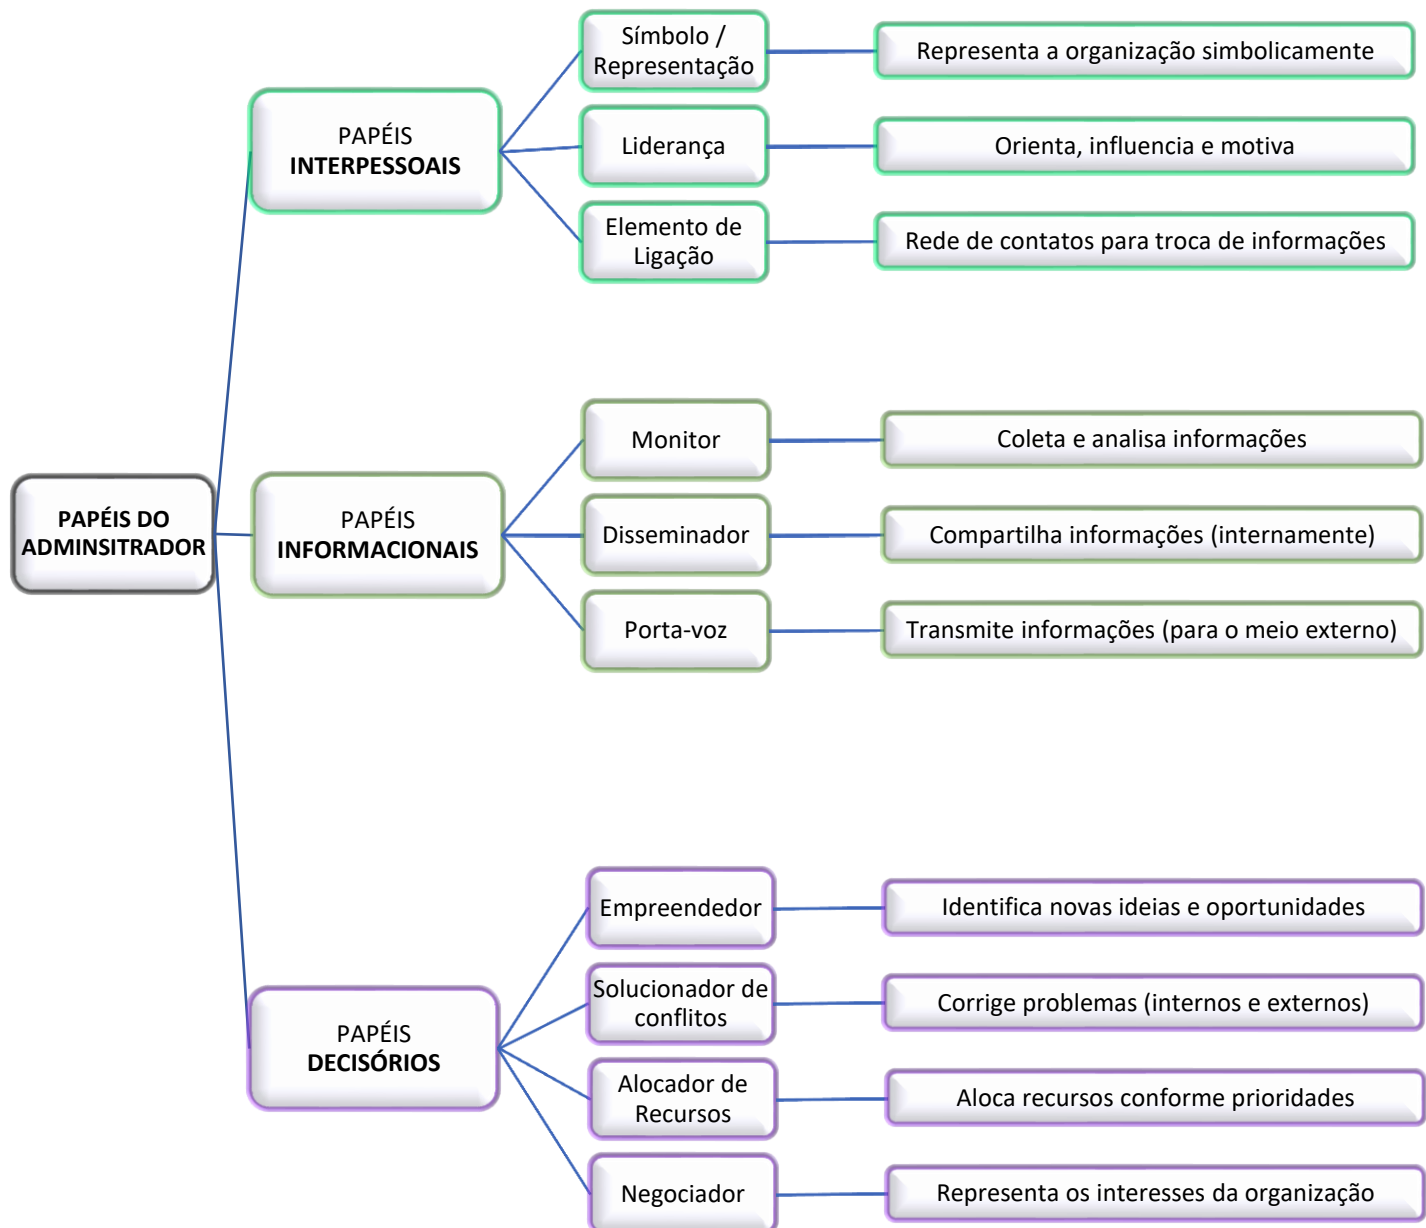 PAPÉIS DO
ADMINSITRADOR
PAPÉIS
INTERPESSOAIS
Símbolo /
Representação
Representa a organização simbolicamente
Liderança
Orienta, influencia e motiva
Elemento de
Ligação
Rede de contatos para troca de informações
PAPÉIS
INFORMACIONAIS
Monitor
Coleta e analisa informações
Disseminador
Compartilha informações (internamente)
Porta-voz
Transmite informações (para o meio externo)
PAPÉIS
DECISÓRIOS
Empreendedor
Identifica novas ideias e oportunidades
Solucionador de
conflitos
Corrige problemas (internos e externos)
Alocador de
Recursos
Aloca recursos conforme prioridades
Negociador
Representa os interesses da organização